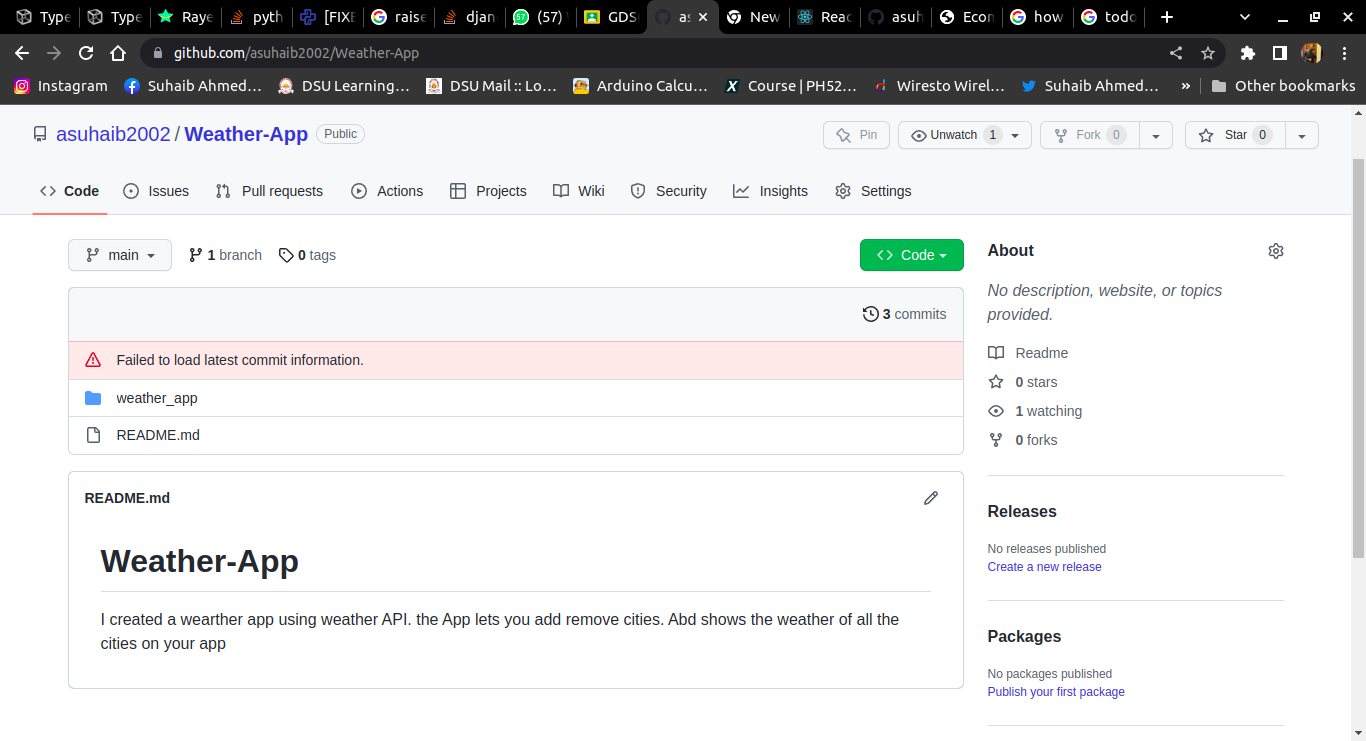 Type Type Raye pyth [FIXE raise djan (57) GDS as New Reac asuh Econ how todo
github.com/asuhaib2002/Weather-App
Instagram Suhaib Ahmed... DSU Learning... DSU Mail :: Lo... Arduino Calcu... Course | PH52... Wiresto Wirel... Suhaib Ahmed... » Other bookmarks
asuhaib2002 / Weather-App Public Pin Unwatch 1 Fork 0 Star 0
Code Issues Pull requests Actions Projects Wiki Security Insights Settings
main 1 branch 0 tags Code
3 commits
Failed to load latest commit information.
weather_app
README.md
README.md
Weather-App
I created a wearther app using weather API. the App lets you add remove cities. Abd shows the weather of all the
cities on your app
About
No description, website, or topics
provided.
Readme
0 stars
1 watching
0 forks
Releases
No releases published
Create a new release
Packages
No packages published
Publish your first package